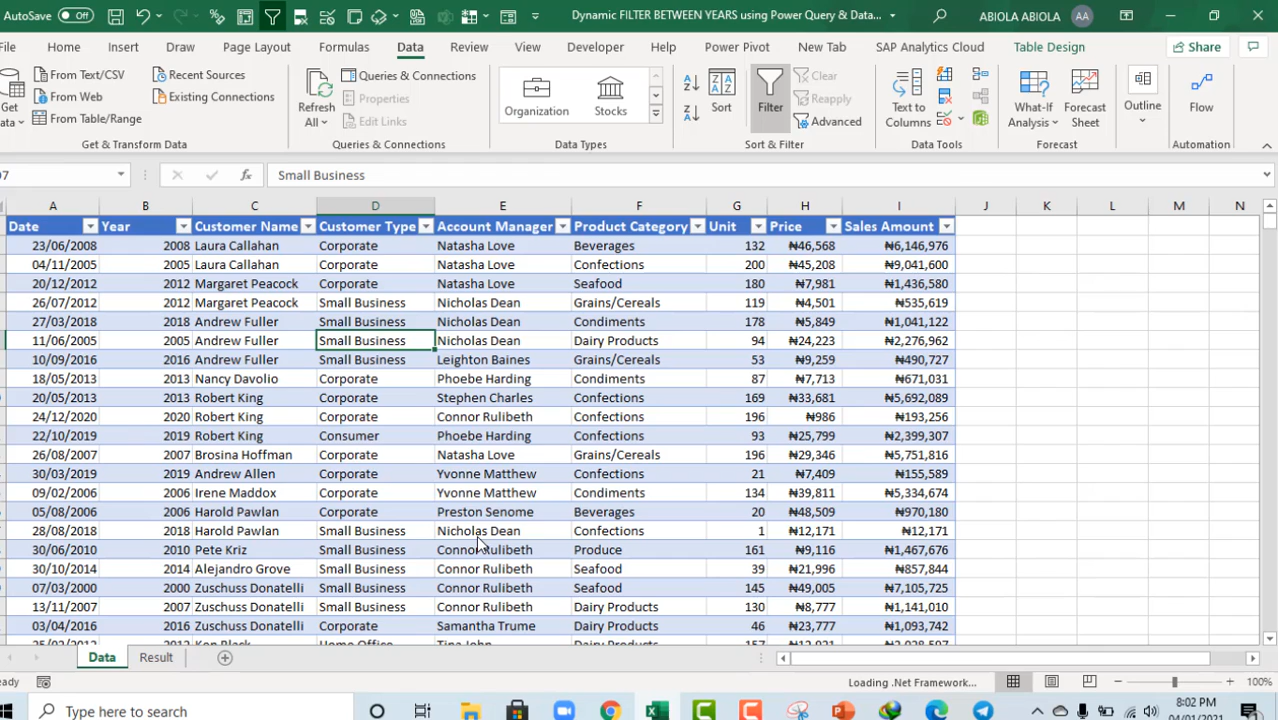 AutoSave Off Dynamic FILTER BETWEEN YEARS using Power Query & Data... ABIOLA ABIOLA AA
File Home Insert Draw Page Layout Formulas Data Review View Developer Help Power Pivot New Tab SAP Analytics Cloud Table Design Share
Get Data From Text/CSV From Web From Table/Range Recent Sources Existing Connections
Get & Transform Data
Refresh All Queries & Connections Properties Edit Links
Queries & Connections
Organization Stocks
Data Types
Sort Filter Clear Reapply Advanced
Sort & Filter
Text to Columns
Data Tools
What-If Analysis Forecast Sheet
Forecast
Outline
Flow
Automation
Small Business
A B C D E F G H I J K L M N
Date Year Customer Name Customer Type Account Manager Product Category Unit Price Sales Amount
23/06/2008 2008 Laura Callahan Corporate Natasha Love Beverages 132 ₦46,568 ₦6,146,976
04/11/2005 2005 Laura Callahan Corporate Natasha Love Confections 200 ₦45,208 ₦9,041,600
20/12/2012 2012 Margaret Peacock Corporate Natasha Love Seafood 180 ₦7,981 ₦1,436,580
26/07/2012 2012 Margaret Peacock Small Business Nicholas Dean Grains/Cereals 119 ₦4,501 ₦535,619
27/03/2018 2018 Andrew Fuller Small Business Nicholas Dean Condiments 178 ₦5,849 ₦1,041,122
11/06/2005 2005 Andrew Fuller Small Business Nicholas Dean Dairy Products 94 ₦24,223 ₦2,276,962
10/09/2016 2016 Andrew Fuller Small Business Leighton Baines Grains/Cereals 53 ₦9,259 ₦490,727
18/05/2013 2013 Nancy Davolio Corporate Phoebe Harding Condiments 87 ₦7,713 ₦671,031
20/05/2013 2013 Robert King Corporate Stephen Charles Confections 169 ₦33,681 ₦5,692,089
24/12/2020 2020 Robert King Corporate Connor Rulibeth Confections 196 ₦986 ₦193,256
22/10/2019 2019 Robert King Consumer Phoebe Harding Confections 93 ₦25,799 ₦2,399,307
26/08/2007 2007 Brosina Hoffman Corporate Natasha Love Grains/Cereals 196 ₦29,346 ₦5,751,816
30/03/2019 2019 Andrew Allen Corporate Yvonne Matthew Confections 21 ₦7,409 ₦155,589
09/02/2006 2006 Irene Maddox Corporate Yvonne Matthew Condiments 134 ₦39,811 ₦5,334,674
05/08/2006 2006 Harold Pawlan Corporate Preston Senome Beverages 20 ₦48,509 ₦970,180
28/08/2018 2018 Harold Pawlan Small Business Nicholas Dean Confections 1 ₦12,171 ₦12,171
30/06/2010 2010 Pete Kriz Small Business Connor Rulibeth Produce 161 ₦9,116 ₦1,467,676
30/10/2014 2014 Alejandro Grove Small Business Connor Rulibeth Seafood 39 ₦21,996 ₦857,844
07/03/2000 2000 Zuschuss Donatelli Small Business Connor Rulibeth Seafood 145 ₦49,005 ₦7,105,725
13/11/2007 2007 Zuschuss Donatelli Small Business Connor Rulibeth Dairy Products 130 ₦8,777 ₦1,141,010
03/04/2016 2016 Zuschuss Donatelli Corporate Samantha Trume Dairy Products 46 ₦23,777 ₦1,093,742
Data Result
Loading .Net Framework... 100%
Type here to search
8:02 PM
04/01/2021